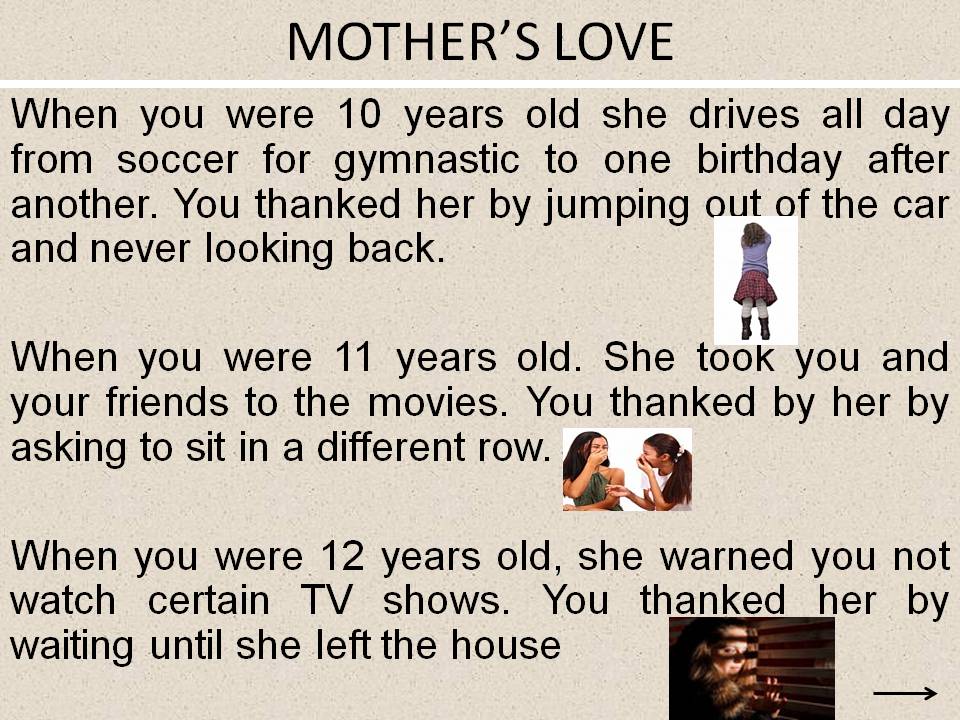 MOTHER’S LOVE
When you were 10 years old she drives all day
from soccer for gymnastic to one birthday after
another. You thanked her by jumping out of the car
and never looking back.
When you were 11 years old. She took you and
your friends to the movies. You thanked by her by
asking to sit in a different row.
When you were 12 years old, she warned you not
watch certain TV shows. You thanked her by
waiting until she left the house